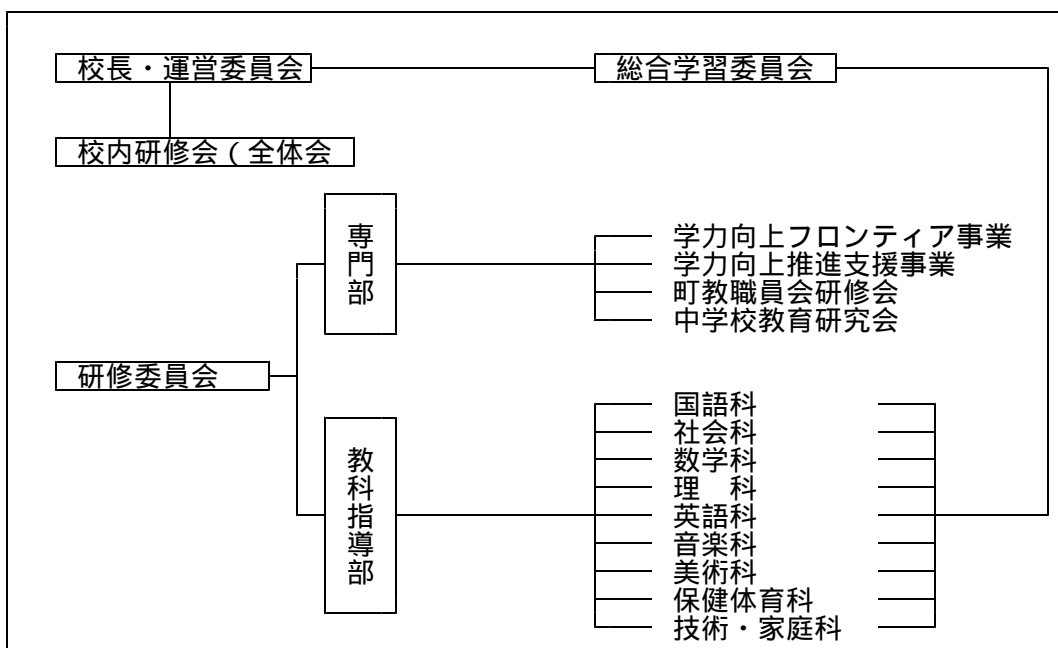 校長・運営委員会
総合学習委員会
校内研修会(全体会
専門部
学力向上フロンティア事業
学力向上推進支援事業
町教職員会研修会
中学校教育研究会
研修委員会
教科指導部
国語科
社会科
数学科
理　科
英語科
音楽科
美術科
保健体育科
技術・家庭科